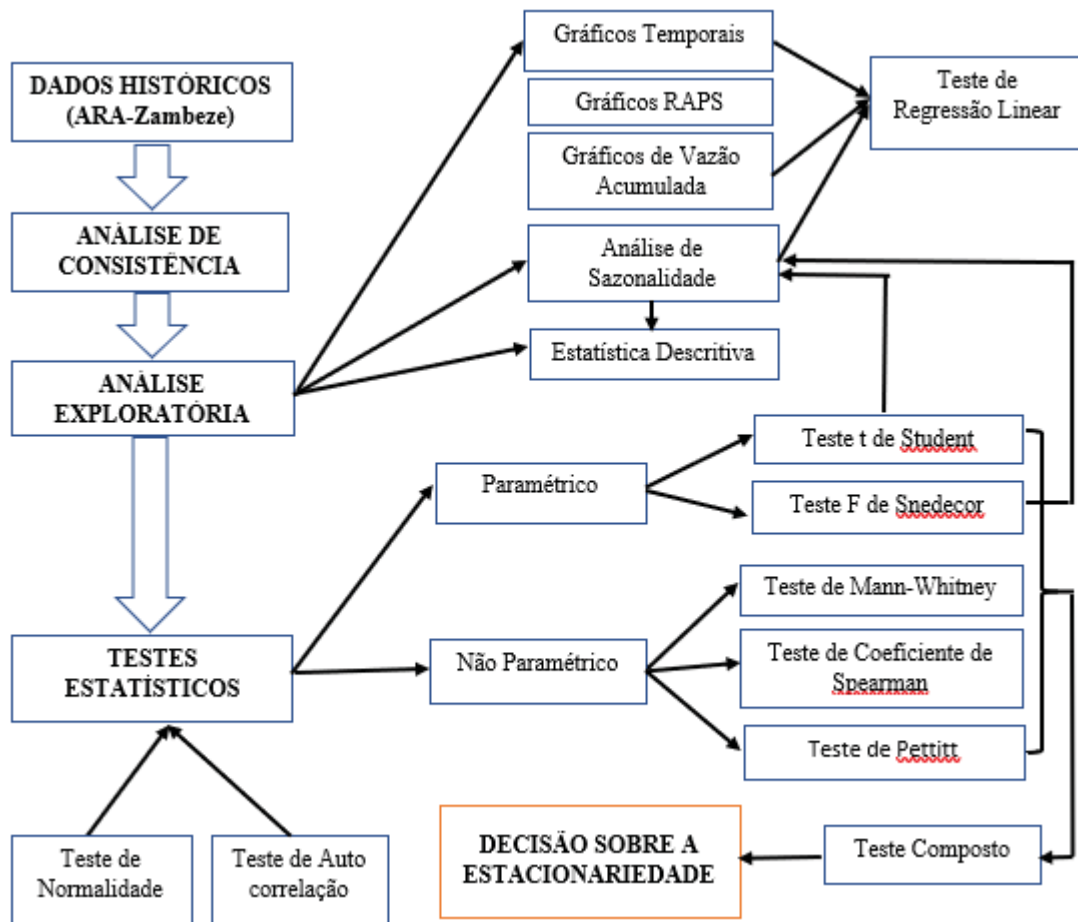 DADOS HISTÓRICOS
(ARA-Zambeze)
ANÁLISE DE
CONSISTÊNCIA
ANÁLISE
EXPLORATÓRIA
TESTES
ESTATÍSTICOS
Teste de
Normalidade
Teste de Auto
correlação
Gráficos Temporais
Gráficos RAPS
Gráficos de Vazão
Acumulada
Análise de
Sazonalidade
Estatística Descritiva
Teste de
Regressão Linear
Paramétrico
Não Paramétrico
Teste t de Student
Teste F de Snedecor
Teste de Mann-Whitney
Teste de Coeficiente de
Spearman
Teste de Pettitt
Teste Composto
DECISÃO SOBRE A
ESTACIONARIEDADE